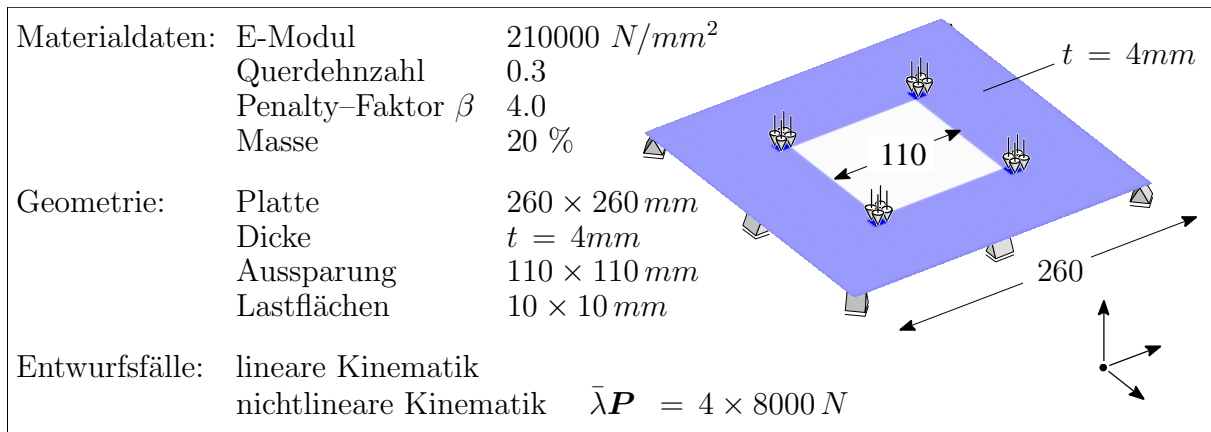 Materialdaten: E-Modul 210000 N/mm²
Querdehnzahl 0.3
Penalty–Faktor β 4.0
Masse 20 %
t = 4mm
110
Geometrie: Platte 260 × 260 mm
Dicke t = 4mm
Aussparung 110 × 110 mm
Lastflächen 10 × 10 mm
260
Entwurfsfälle: lineare Kinematik
nichtlineare Kinematik λ̄P = 4 × 8000 N